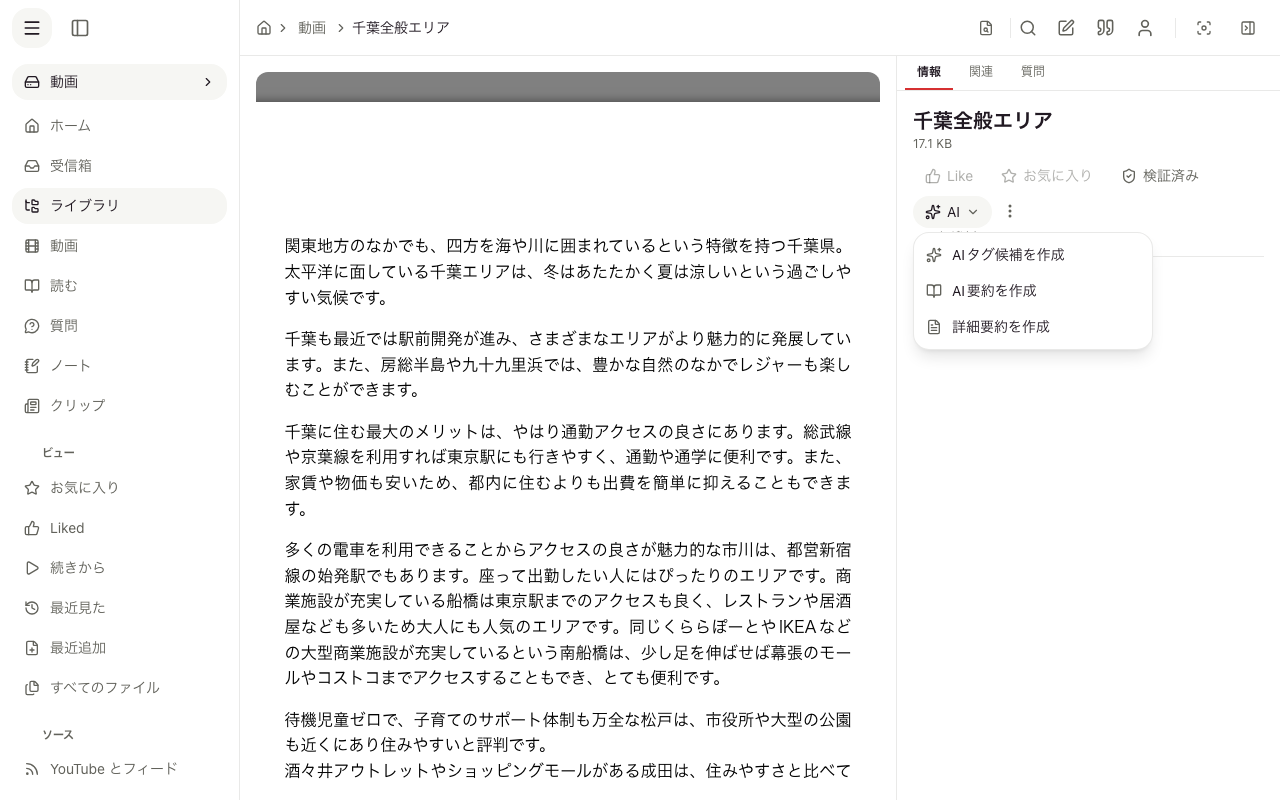 動画
千葉全般エリア
動画
ホーム
受信箱
ライブラリ
動画
読む
質問
ノート
クリップ
ビュー
お気に入り
Liked
続きから
最近見た
最近追加
すべてのファイル
ソース
YouTube とフィード
関東地方のなかでも、四方を海や川に囲まれているという特徴を持つ千葉県。
太平洋に面している千葉エリアは、冬はあたたかく夏は涼しいという過ごしや
すい気候です。
千葉も最近では駅前開発が進み、さまざまなエリアがより魅力的に発展してい
ます。また、房総半島や九十九里浜では、豊かな自然のなかでレジャーも楽し
むことができます。
千葉に住む最大のメリットは、やはり通勤アクセスの良さにあります。総武線
や京葉線を利用すれば東京駅にも行きやすく、通勤や通学に便利です。また、
家賃や物価も安いため、都内に住むよりも出費を簡単に抑えることもできま
す。
多くの電車を利用できることからアクセスの良さが魅力的な市川は、都営新宿
線の始発駅でもあります。座って出勤したい人にはぴったりのエリアです。商
業施設が充実している船橋は東京駅までのアクセスも良く、レストランや居酒
屋なども多いため大人にも人気のエリアです。同じくららぽーとやIKEAなど
の大型商業施設が充実しているという南船橋は、少し足を伸ばせば幕張のモー
ルやコストコまでアクセスすることもでき、とても便利です。
待機児童ゼロで、子育てのサポート体制も万全な松戸は、市役所や大型の公園
も近くにあり住みやすいと評判です。
酒々井アウトレットやショッピングモールがある成田は、住みやすさと比べて
情報
関連
質問
千葉全般エリア
17.1 KB
Like
お気に入り
検証済み
AI
AI タグ候補を作成
AI 要約を作成
詳細要約を作成